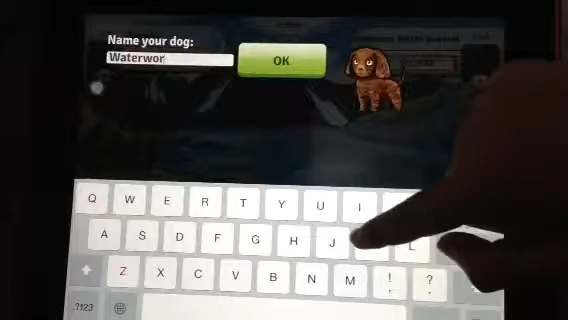 Name your dog:
Waterwor
OK
Q W E R T Y U I
A S D F G H J L
Z X C V B N M ! , ? .
.?123